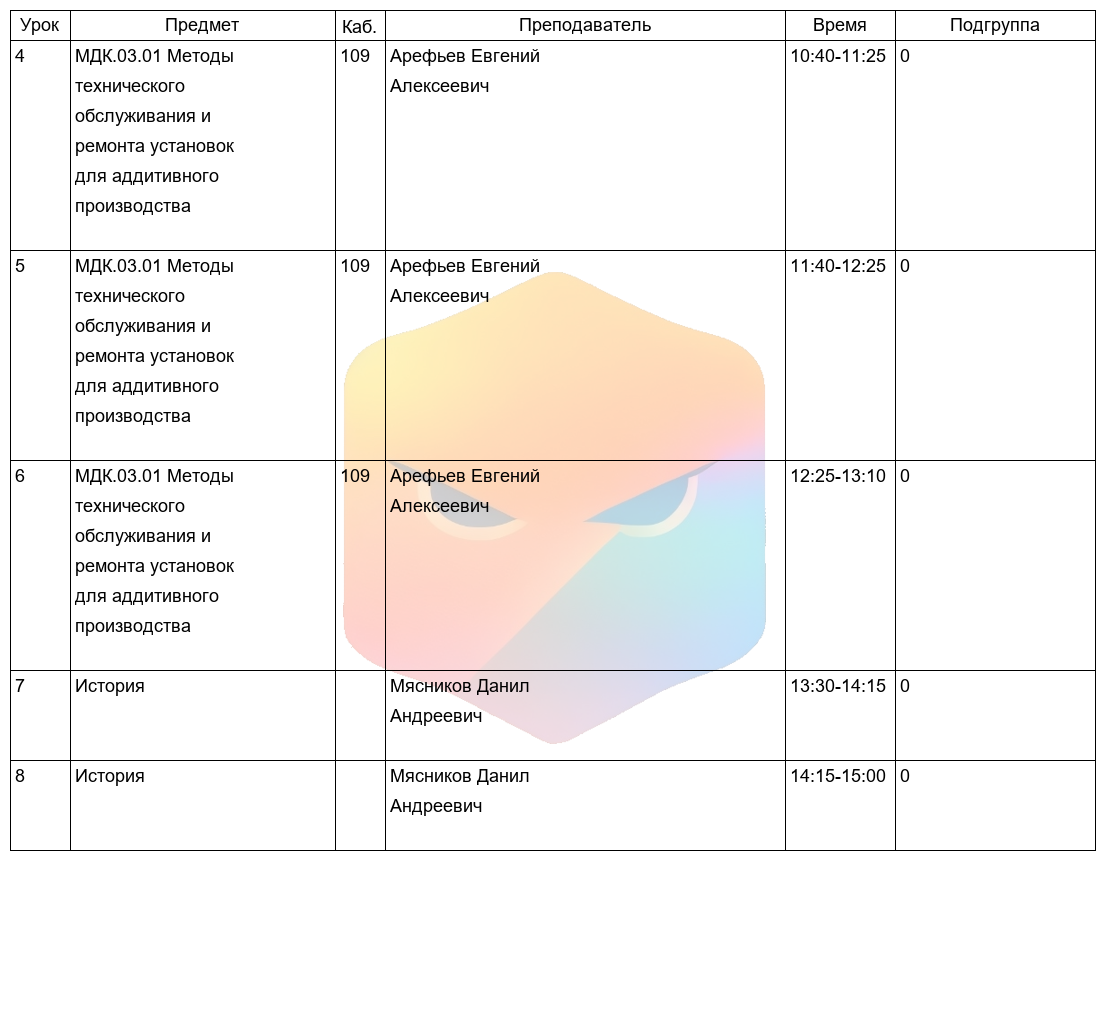 Урок Предмет Каб. Преподаватель Время Подгруппа
4 МДК.03.01 Методы 109 Арефьев Евгений 10:40-11:25 0
технического Алексеевич
обслуживания и
ремонта установок
для аддитивного
производства
5 МДК.03.01 Методы 109 Арефьев Евгений 11:40-12:25 0
технического Алексеевич
обслуживания и
ремонта установок
для аддитивного
производства
6 МДК.03.01 Методы 109 Арефьев Евгений 12:25-13:10 0
технического Алексеевич
обслуживания и
ремонта установок
для аддитивного
производства
7 История Мясников Данил 13:30-14:15 0
Андреевич
8 История Мясников Данил 14:15-15:00 0
Андреевич